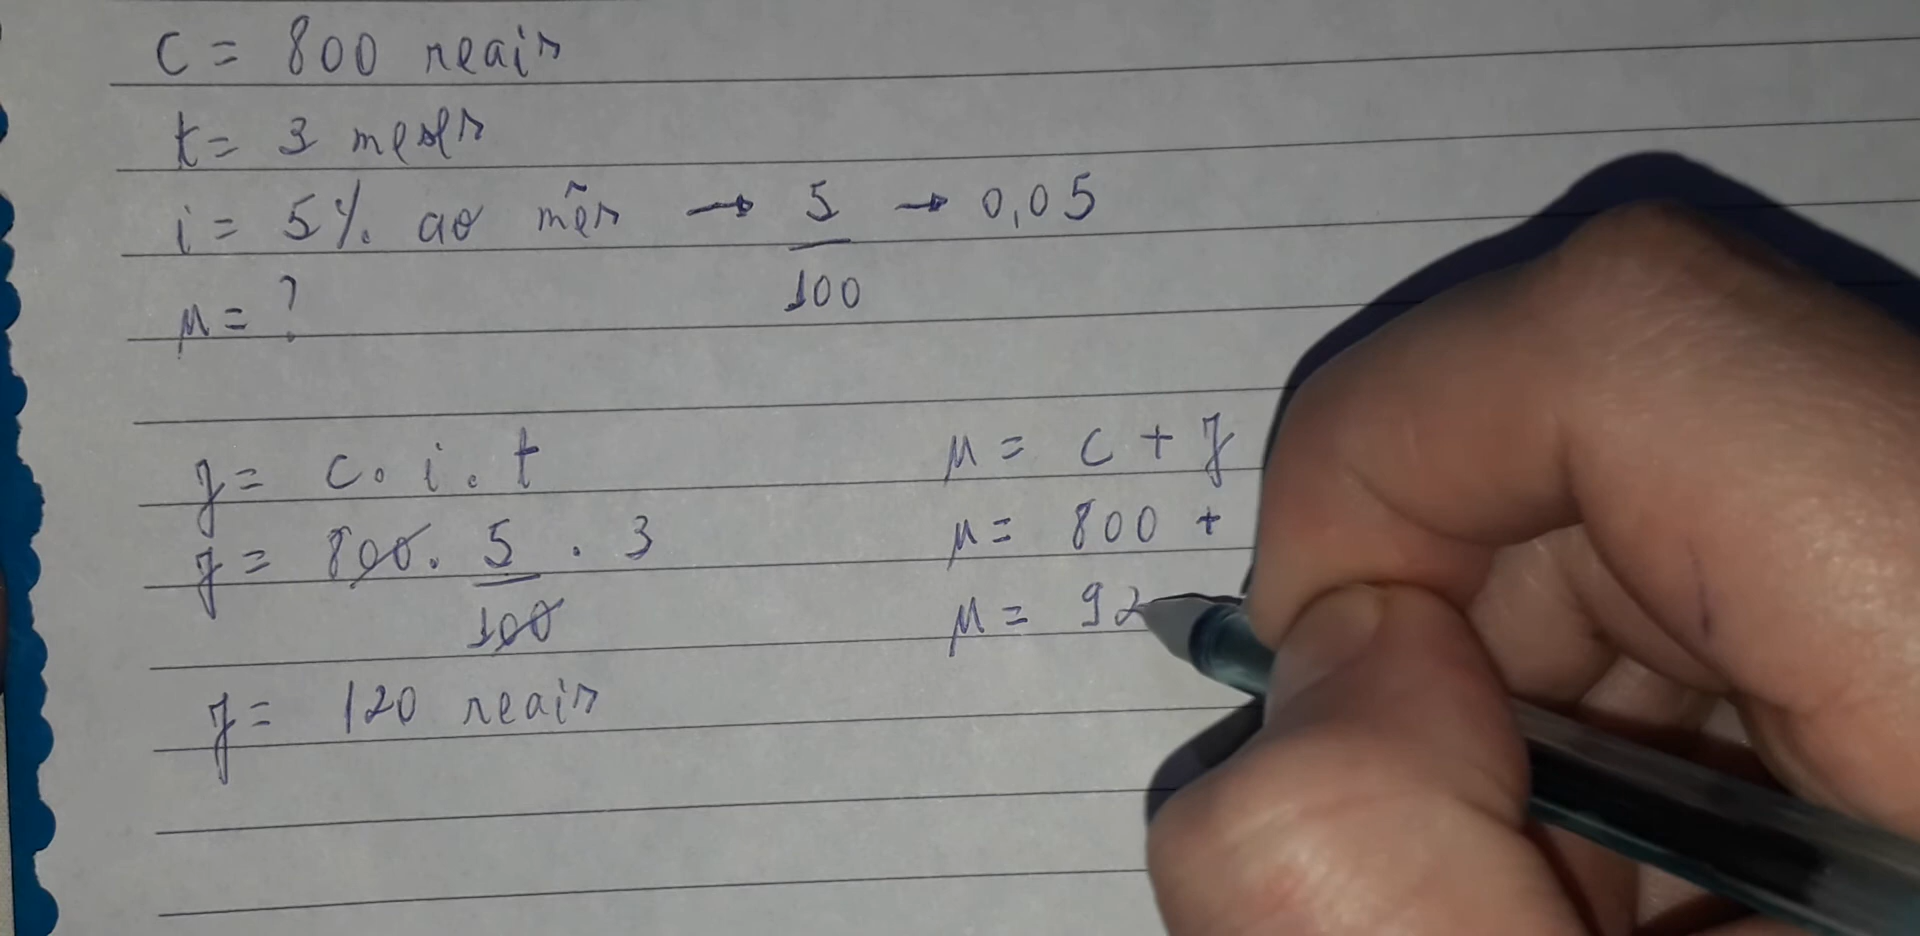 C = 800 reais
t = 3 meses
i = 5% ao mês → 5/100 → 0,05
M = ?
J = C . i . t
J = 800 . 5/100 . 3
J = 120 reais
M = C + J
M = 800 +
M = 92